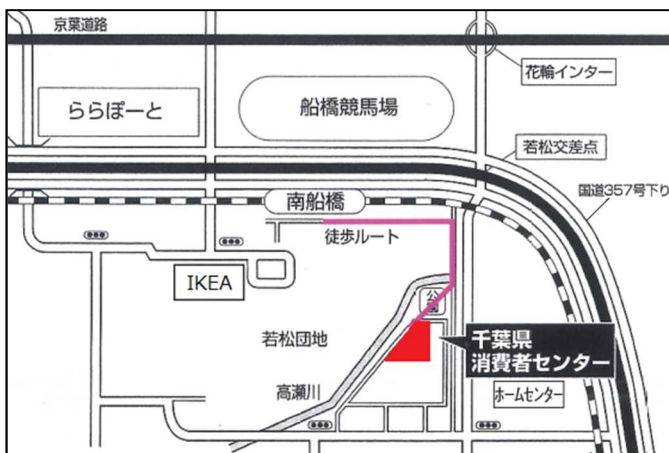 京葉道路
花輪インター
ららぽーと
船橋競馬場
若松交差点
国道357号下り
南船橋
徒歩ルート
IKEA
公園
若松団地
千葉県
消費者センター
高瀬川
ホームセンター